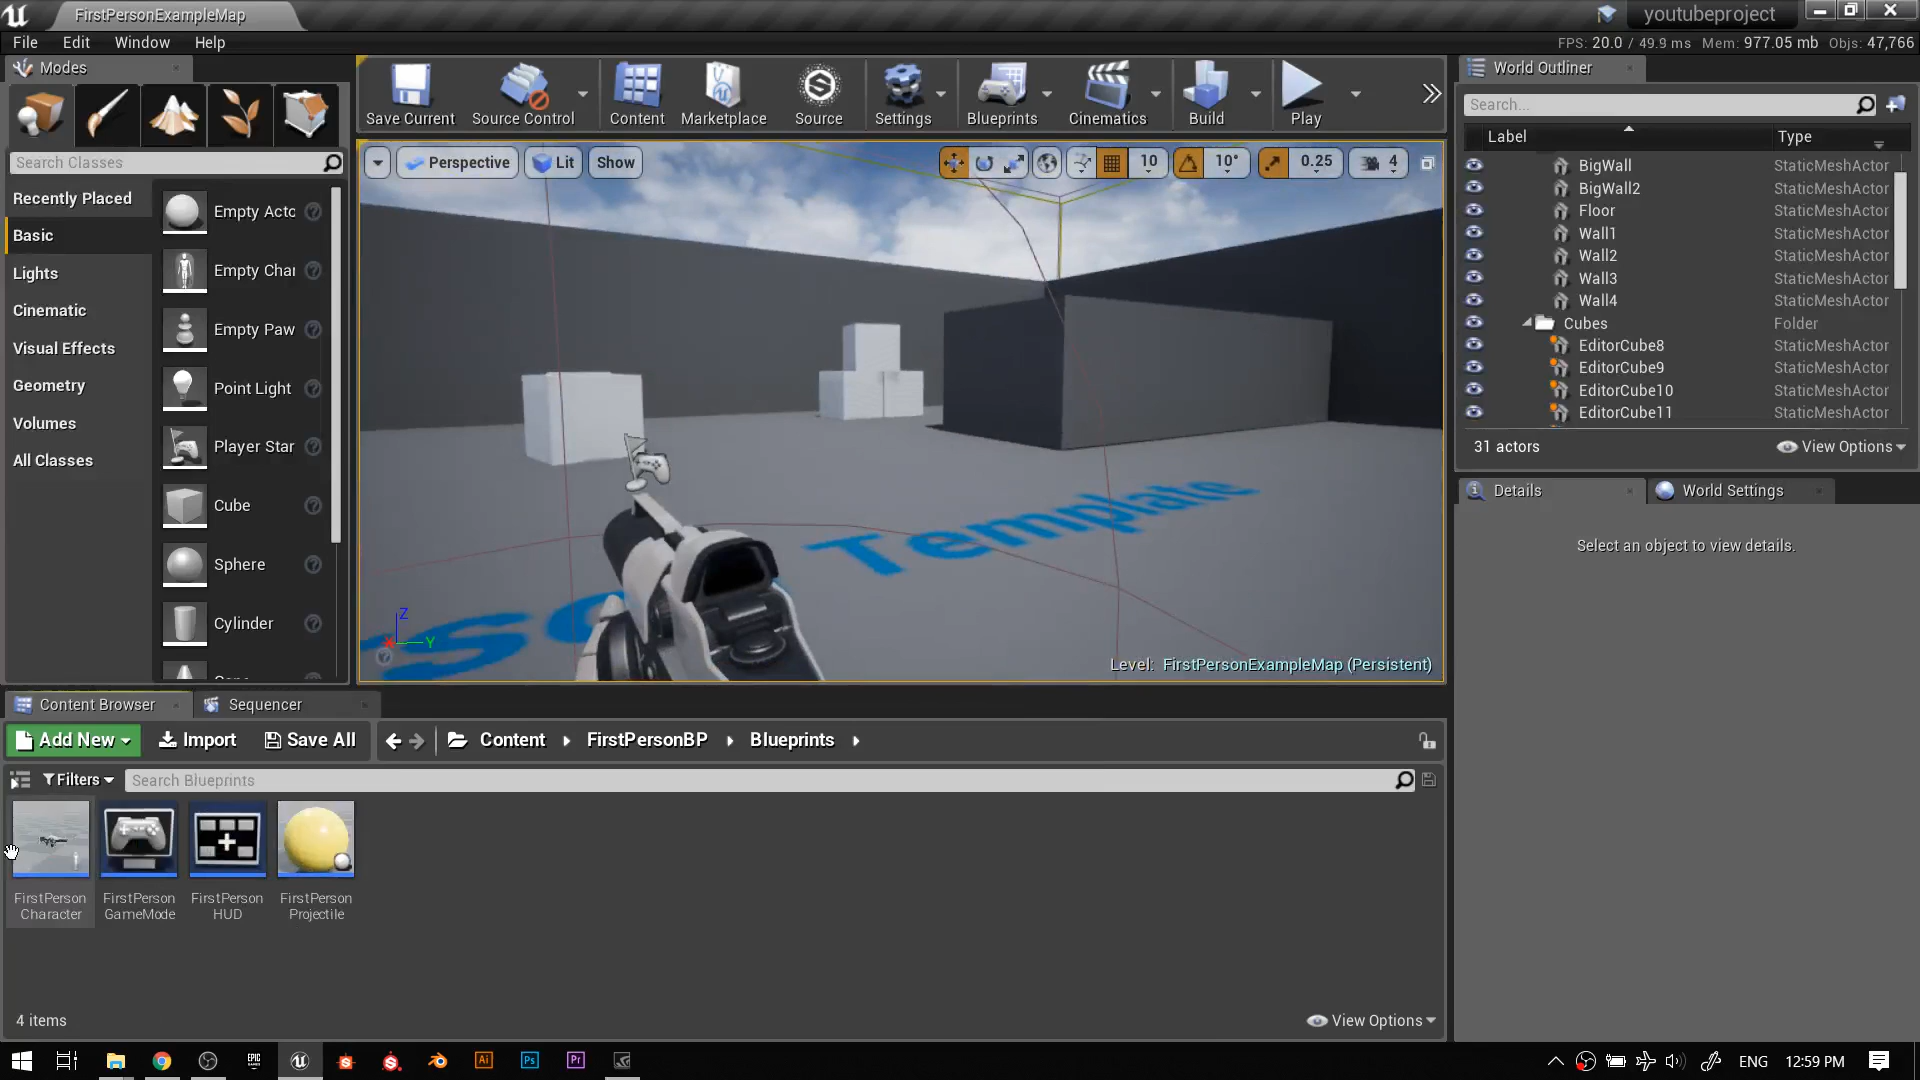 FirstPersonExampleMap
youtubeproject
File Edit Window Help
FPS: 20.0 / 49.9 ms Mem: 977.05 mb Objs: 47,766
Modes
Save Current
Source Control
Content
Marketplace
Source
Settings
Blueprints
Cinematics
Build
Play
World Outliner
Search...
Label Type
Search Classes
Recently Placed
Basic
Lights
Cinematic
Visual Effects
Geometry
Volumes
All Classes
Empty Acto
Empty Cha
Empty Paw
Point Light
Player Star
Cube
Sphere
Cylinder
Perspective Lit Show
10 10° 0.25 4
Template
Z
X Y
Level: FirstPersonExampleMap (Persistent)
BigWall StaticMeshActor
BigWall2 StaticMeshActor
Floor StaticMeshActor
Wall1 StaticMeshActor
Wall2 StaticMeshActor
Wall3 StaticMeshActor
Wall4 StaticMeshActor
Cubes Folder
EditorCube8 StaticMeshActor
EditorCube9 StaticMeshActor
EditorCube10 StaticMeshActor
EditorCube11 StaticMeshActor
31 actors
View Options
Details
World Settings
Select an object to view details.
Content Browser
Sequencer
Add New Import Save All Content FirstPersonBP Blueprints
Filters Search Blueprints
FirstPerson
Character
FirstPerson
GameMode
FirstPerson
HUD
FirstPerson
Projectile
4 items
View Options
EPIC
GAMES
Ai
Ps
Pr
ENG
12:59 PM